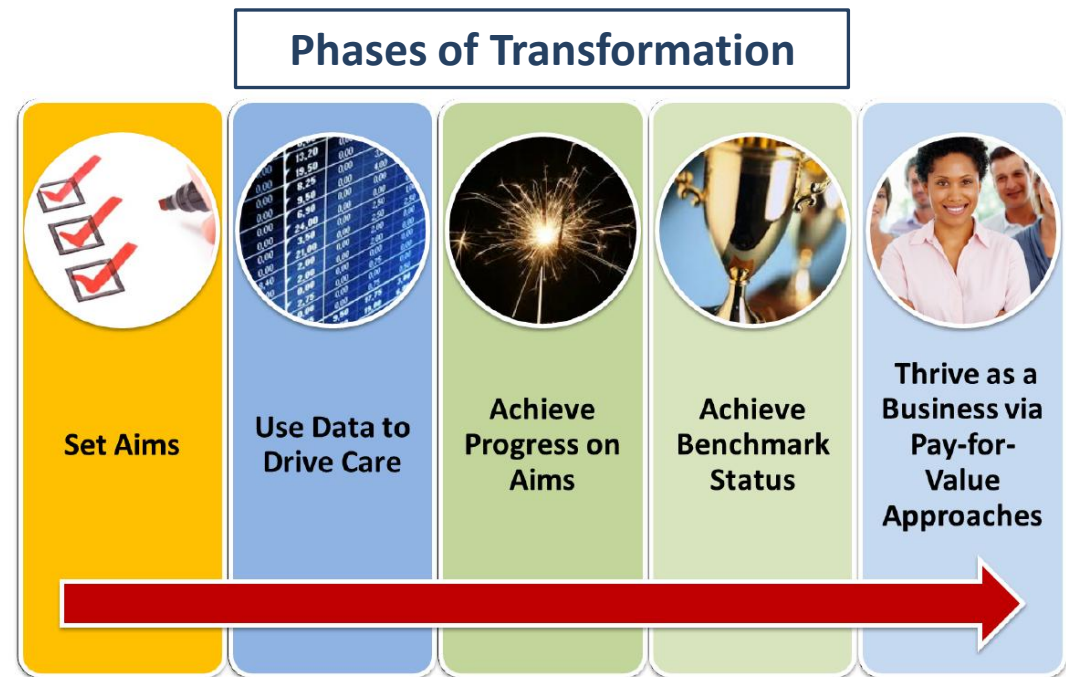 Phases of Transformation
Set Aims
Use Data to
Drive Care
Achieve
Progress on
Aims
Achieve
Benchmark
Status
Thrive as a
Business via
Pay-for-
Value
Approaches